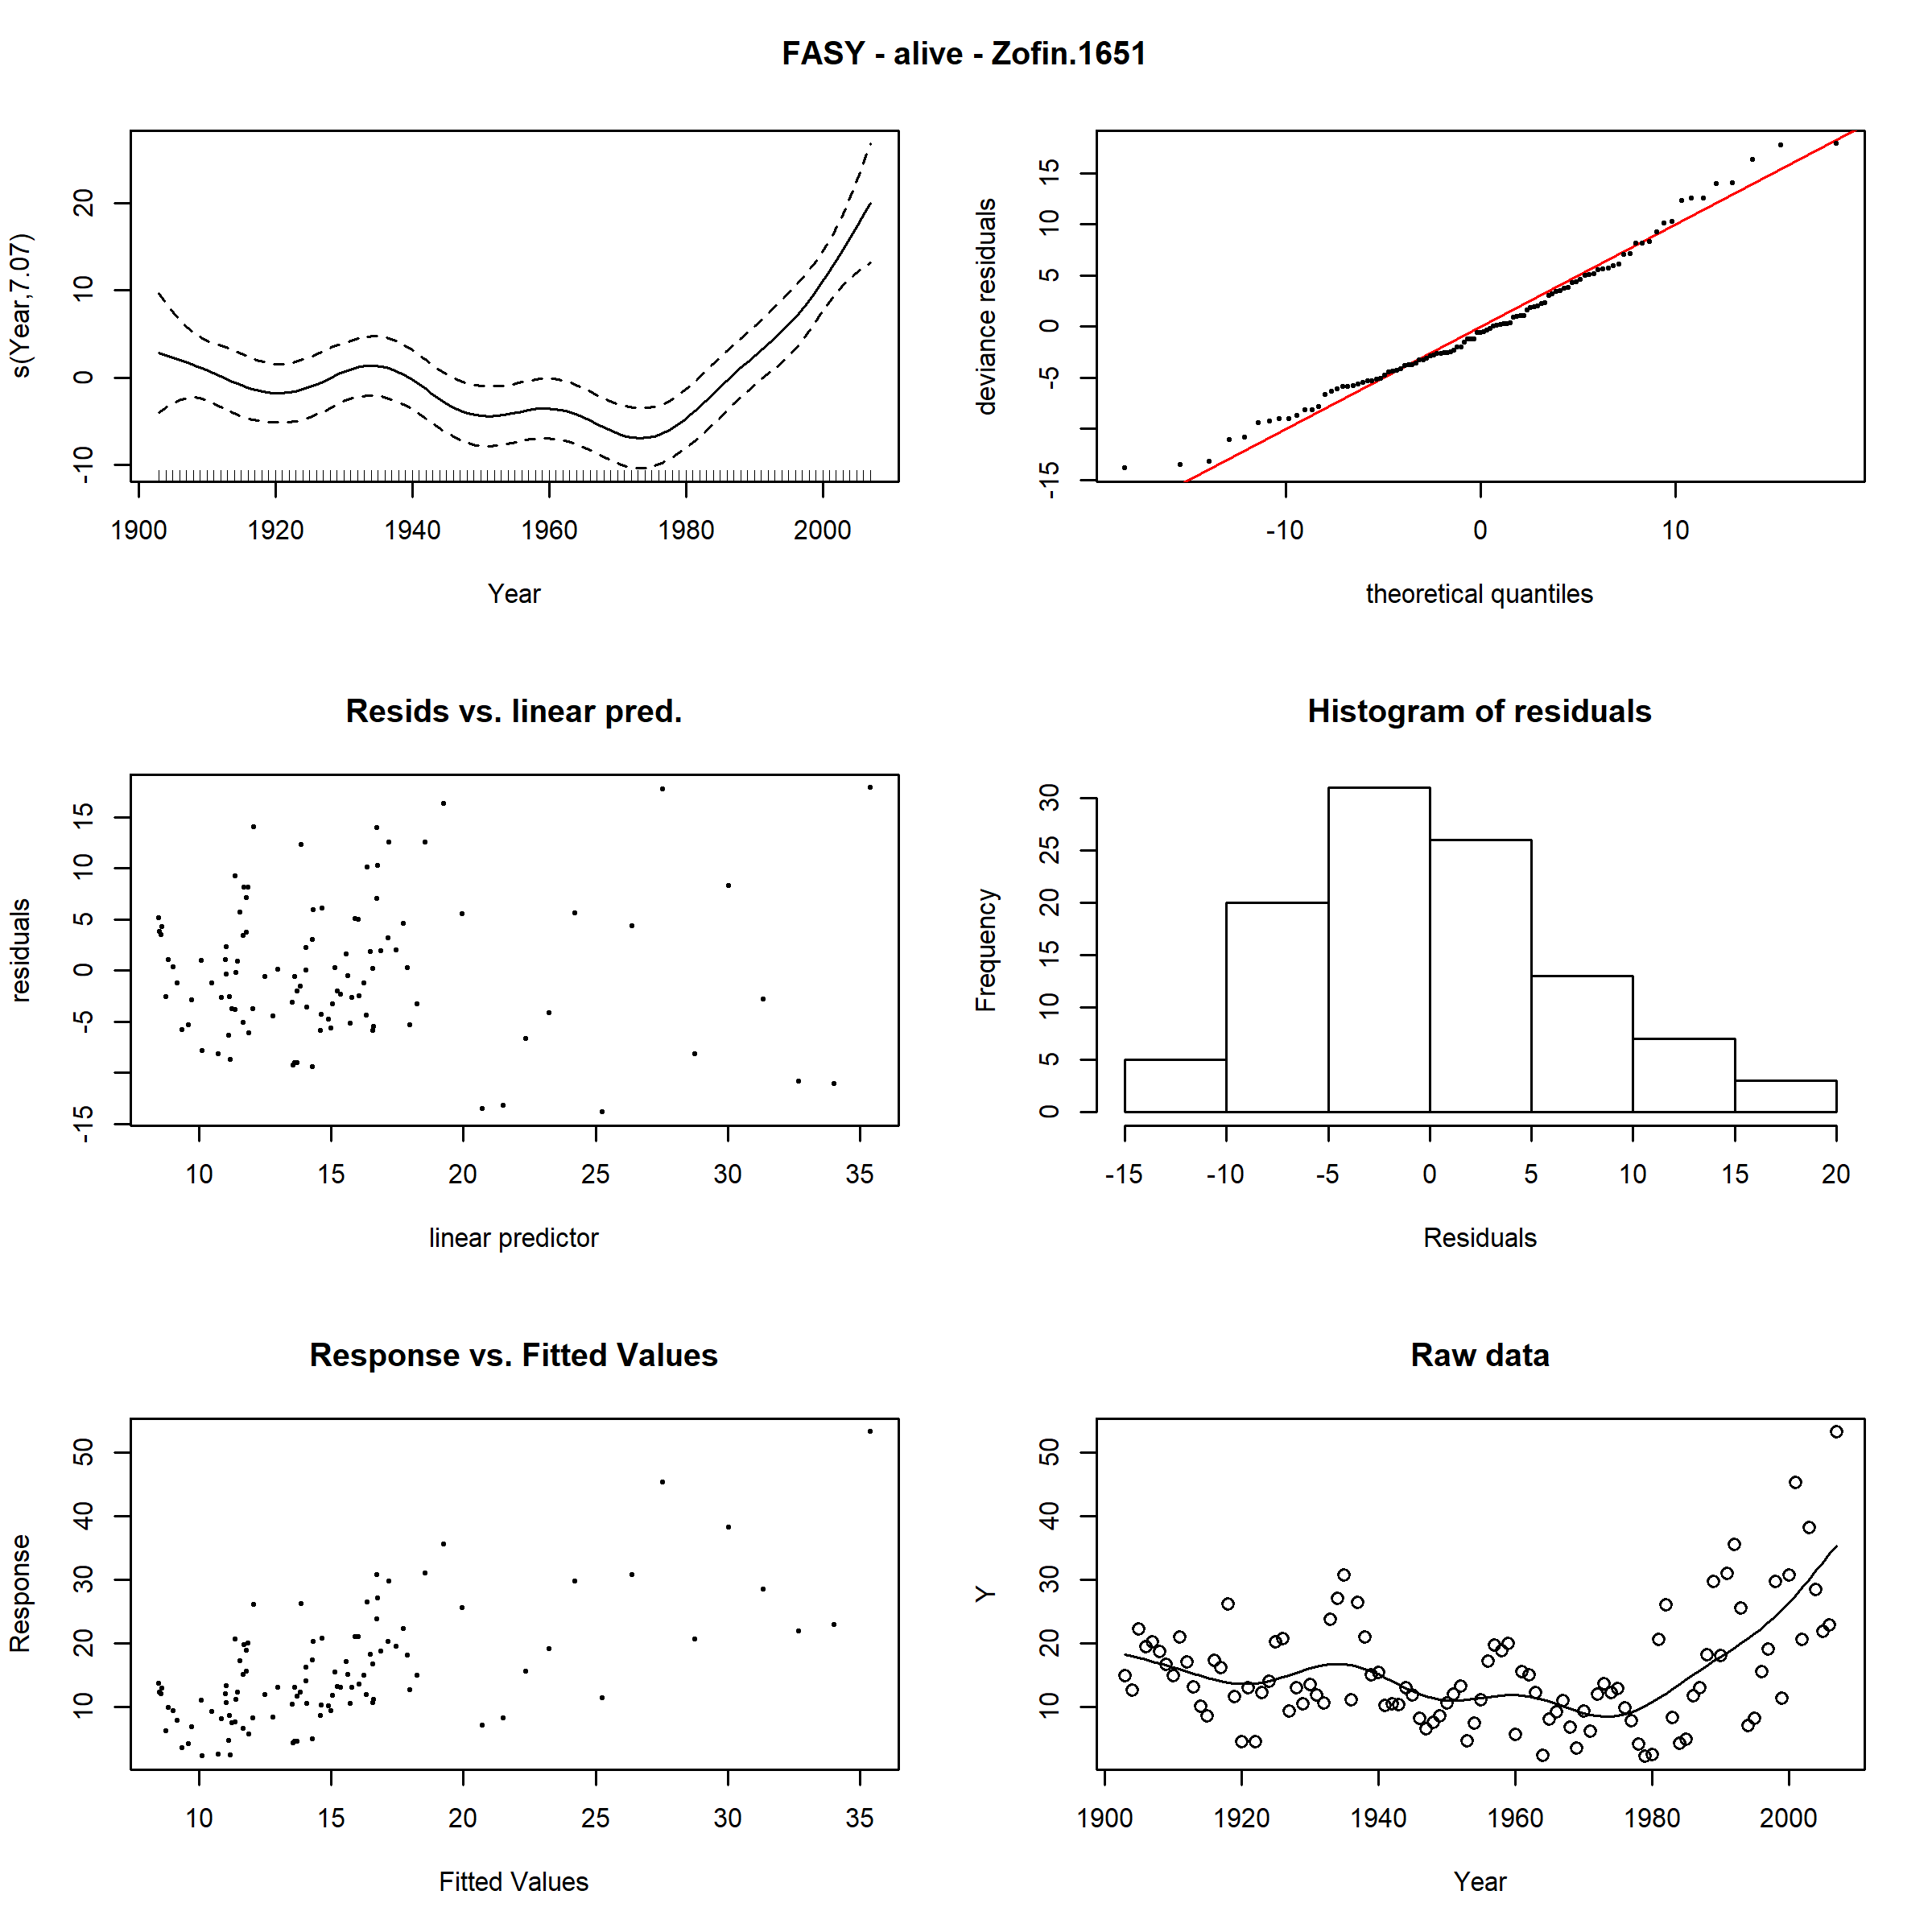 FASY - alive - Zofin.1651
s(Year,7.07)
20
10
0
-10
1900 1920 1940 1960 1980 2000
Year
deviance residuals
15
10
5
0
-5
-15
-10 0 10
theoretical quantiles
Resids vs. linear pred.
residuals
15
10
5
0
-5
-15
10 15 20 25 30 35
linear predictor
Histogram of residuals
Frequency
30
25
20
15
10
5
0
-15 -10 -5 0 5 10 15 20
Residuals
Response vs. Fitted Values
Response
50
40
30
20
10
10 15 20 25 30 35
Fitted Values
Raw data
Y
50
40
30
20
10
1900 1920 1940 1960 1980 2000
Year